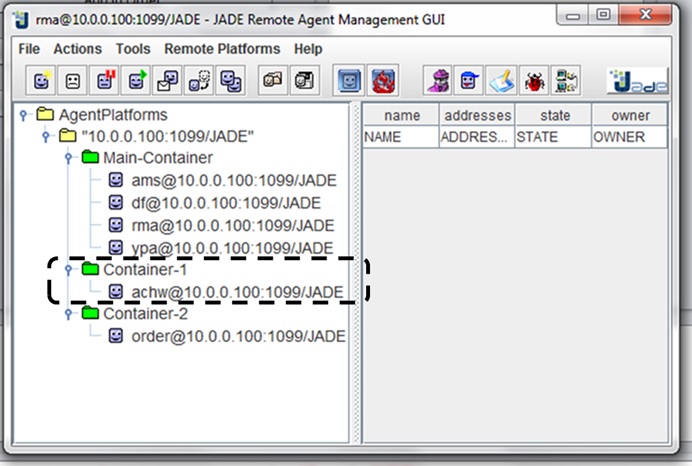 rma@10.0.0.100:1099/JADE - JADE Remote Agent Management GUI
File Actions Tools Remote Platforms Help
Jade
AgentPlatforms
"10.0.0.100:1099/JADE"
Main-Container
ams@10.0.0.100:1099/JADE
df@10.0.0.100:1099/JADE
rma@10.0.0.100:1099/JADE
ypa@10.0.0.100:1099/JADE
Container-1
achw@10.0.0.100:1099/JADE
Container-2
order@10.0.0.100:1099/JADE
name addresses state owner
NAME ADDRES... STATE OWNER